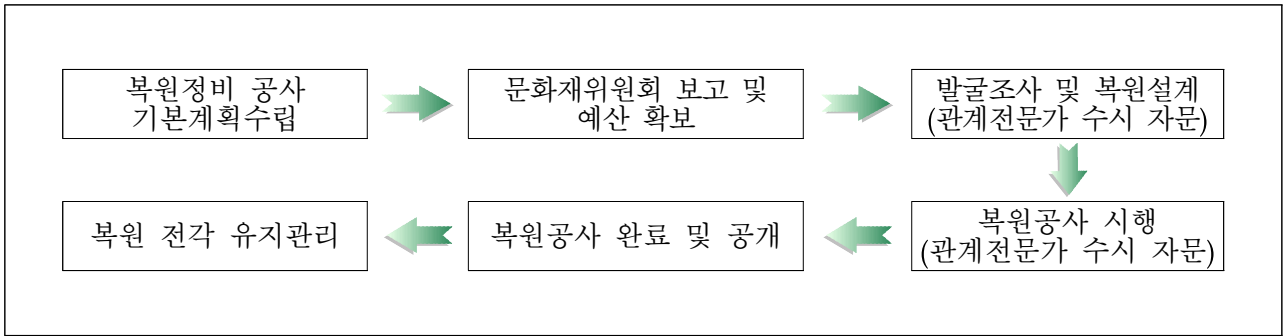 복원정비 공사
기본계획수립
문화재위원회 보고 및
예산 확보
발굴조사 및 복원설계
(관계전문가 수시 자문)
복원공사 시행
(관계전문가 수시 자문)
복원공사 완료 및 공개
복원 전각 유지관리